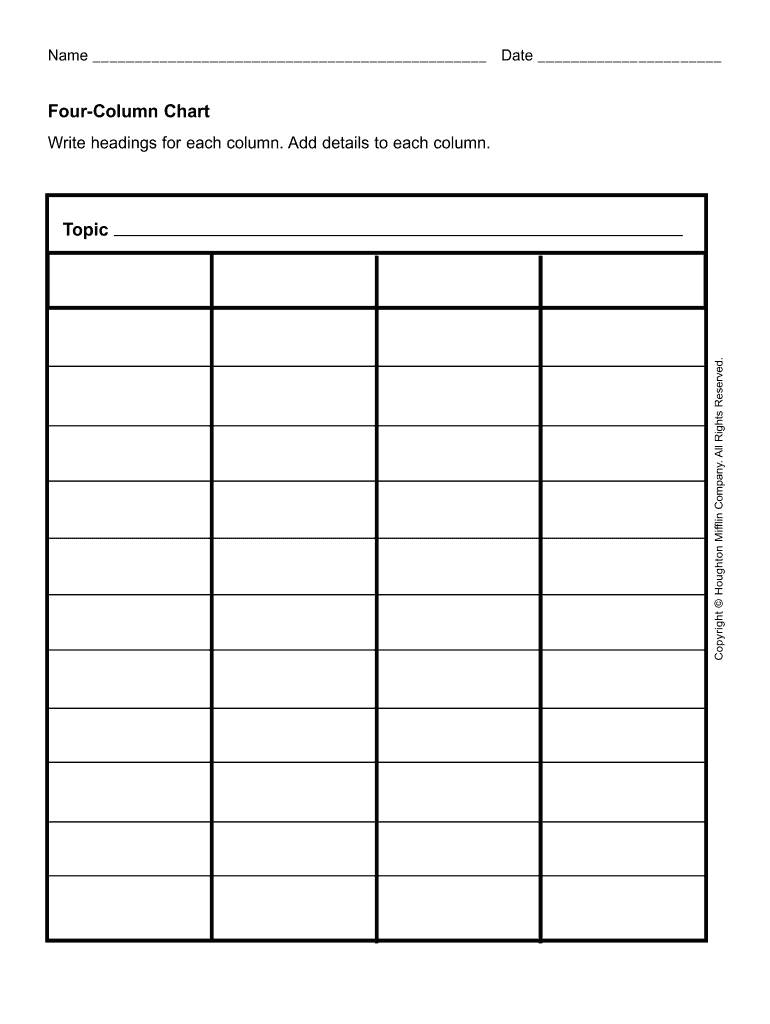 Name _______________________________________________ Date ______________________
Four-Column Chart
Write headings for each column. Add details to each column.
Topic ____________________________________________________________
Copyright © Houghton Mifflin Company. All Rights Reserved.